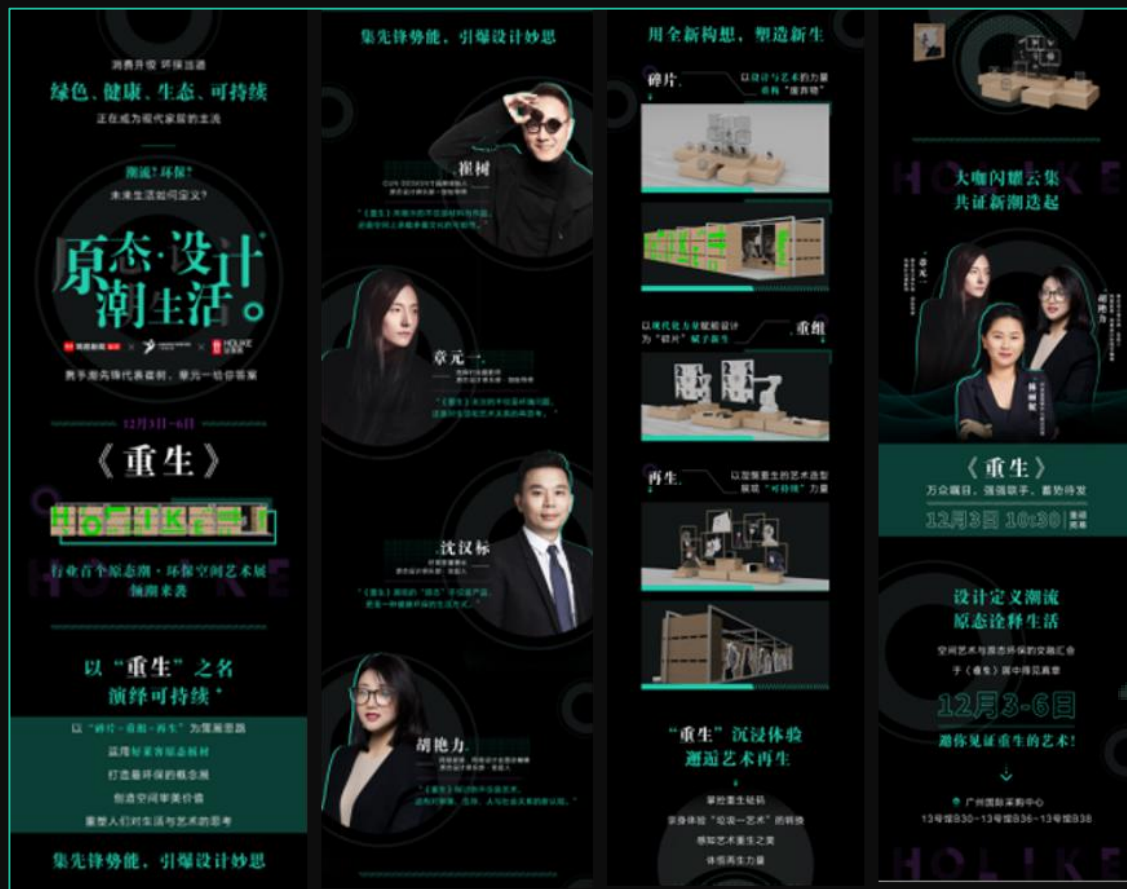 消费升级 环保当道
绿色、健康、生态、可持续
正在成为现代家居的主流
潮流？环保？
未来生活如何定义？
原态·设计
潮生活。
HOLIKE
携手潮先锋代表崔树，章元一给你答案
12月3日-6日
《重生》
HOLIKE
行业首个原态潮·环保空间艺术展
领潮来袭
以“重生”之名
演绎可持续
以“碎片-重组-再生”为策展思路
运用好莱客原态板材
打造最环保的概念展
创造空间审美价值
重塑人们对生活与艺术的思考
集先锋势能，引爆设计妙思
集先锋势能，引爆设计妙思
崔树
章元一
沈汉标
胡艳力
用全新构想，塑造新生
碎片
以设计与艺术的力量
重构“废弃物”
以现代化力量赋能设计
为“碎片”赋予新生
重组
再生
以涅槃重生的艺术造型
展现“可持续”力量
“重生”沉浸体验
邂逅艺术再生
掌控重生砝码
亲身体验“垃圾—艺术”的转换
感知艺术重生之美
体悟再生力量
HOLIKE
大咖闪耀云集
共证新潮迭起
章元一
胡艳力
《重生》
万众瞩目，强强联手，蓄势待发
12月3日 10:30
设计定义潮流
原态诠释生活
空间艺术与原态环保的交融汇合
于《重生》展中得见真章
12月3-6日
邀你见证重生的艺术！
广州国际采购中心
13号馆B30-13号馆B36-13号馆B38
HOLIKE